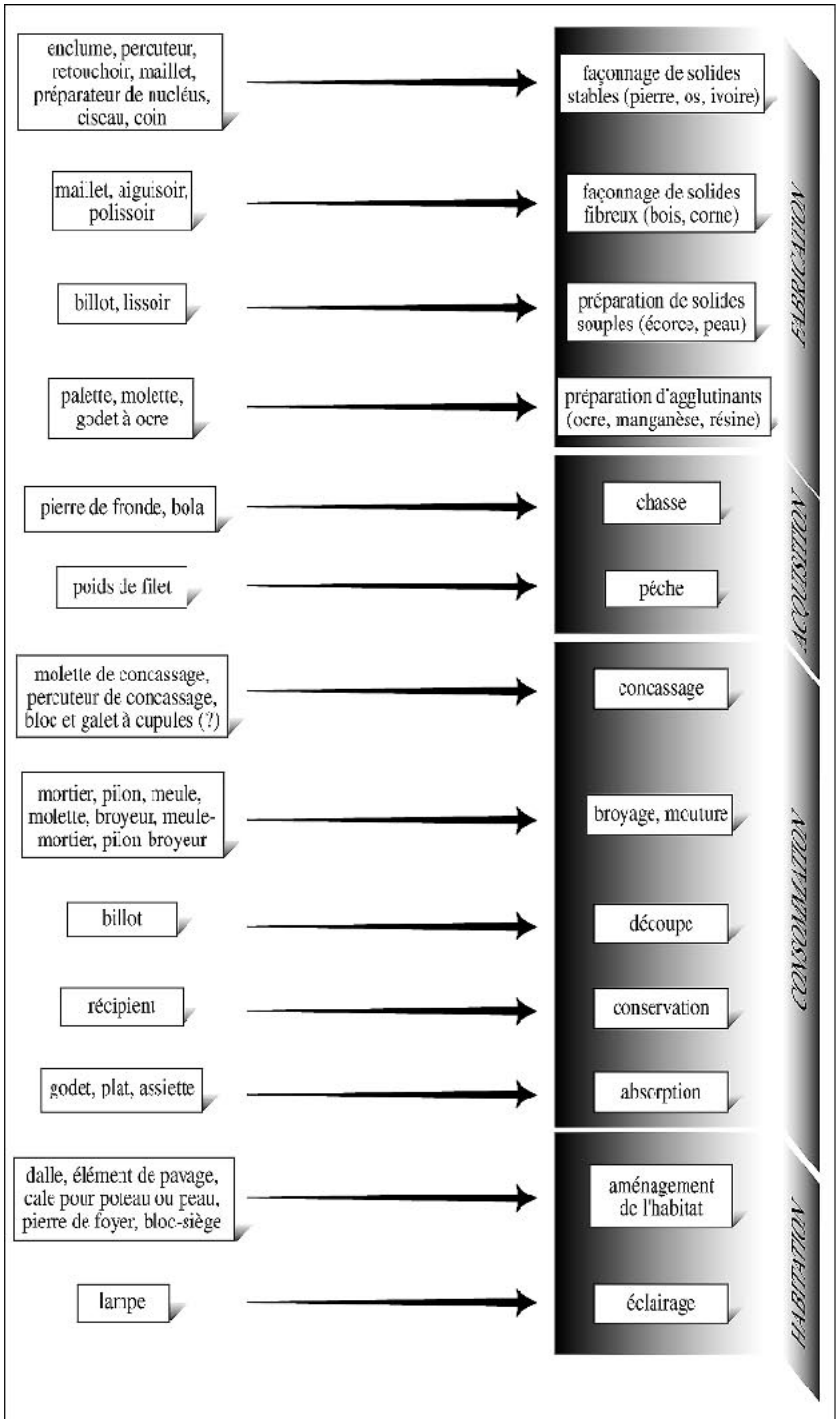 enclume, percuteur,
retouchoir, maillet,
préparateur de nucléus,
ciseau, coin
façonnage de solides
stables (pierre, os, ivoire)
maillet, aiguisoir,
polissoir
façonnage de solides
fibreux (bois, corne)
billot, lissoir
préparation de solides
souples (écorce, peau)
palette, molette,
godet à ocre
préparation d'agglutinants
(ocre, manganèse, résine)
FABRICATION
pierre de fronde, bola
chasse
poids de filet
pêche
ACQUISITION
molette de concassage,
percuteur de concassage,
bloc et galet à cupules (?)
concassage
mortier, pilon, meule,
molette, broyeur, meule-
mortier, pilon broyeur
broyage, mouture
billot
découpe
récipient
conservation
godet, plat, assiette
absorption
CONSOMMATION
dalle, élément de pavage,
cale pour poteau ou peau,
pierre de foyer, bloc-siège
aménagement
de l'habitat
lampe
éclairage
HABITATION